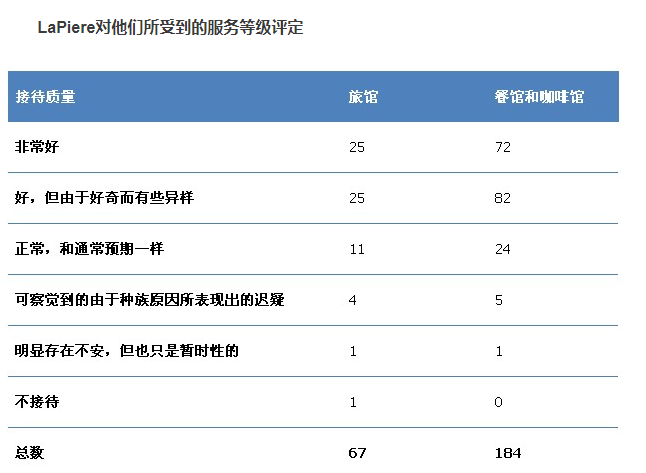 LaPiere对他们所受到的服务等级评定
接待质量 旅馆 餐馆和咖啡馆
非常好 25 72
好，但由于好奇而有些异样 25 82
正常，和通常预期一样 11 24
可察觉到的由于种族原因所表现出的迟疑 4 5
明显存在不安，但也只是暂时性的 1 1
不接待 1 0
总数 67 184